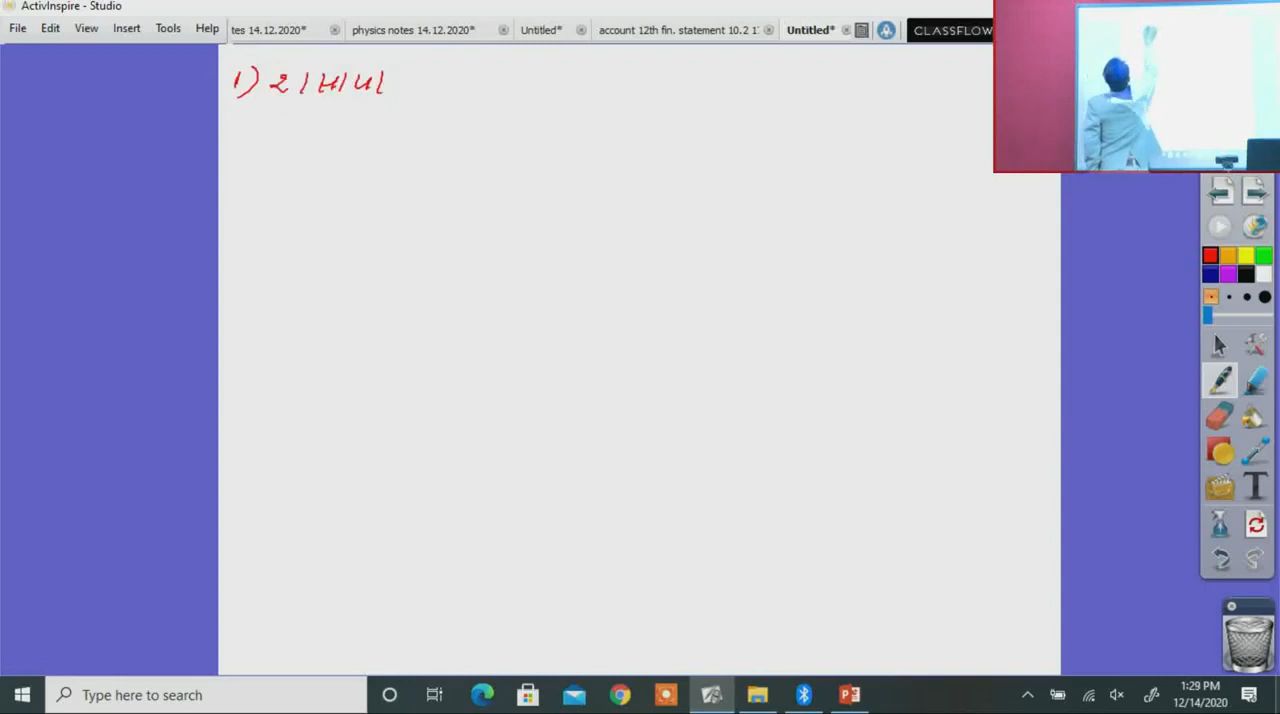 ActivInspire - Studio
File Edit View Insert Tools Help
tes 14.12.2020* physics notes 14.12.2020* Untitled* account 12th fin. statement 10.2 1 Untitled* CLASSFLOW
1)
T
Type here to search
1:29 PM
12/14/2020